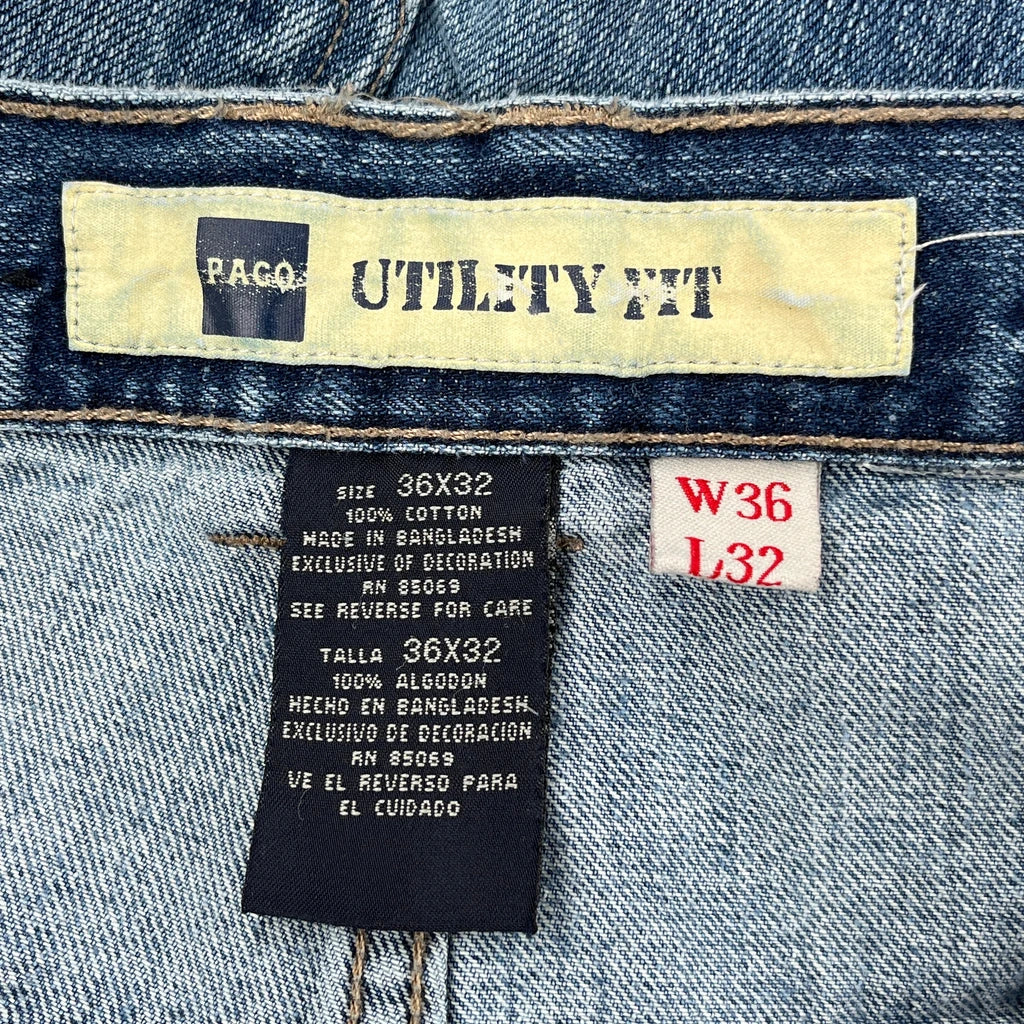 PACO
UTILITY FIT
SIZE 36X32
100% COTTON
MADE IN BANGLADESH
EXCLUSIVE OF DECORATION
RN 85069
SEE REVERSE FOR CARE
TALLA 36X32
100% ALGODON
HECHO EN BANGLADESH
EXCLUSIVO DE DECORACION
RN 85069
VE EL REVERSO PARA
EL CUIDADO
W36
L32